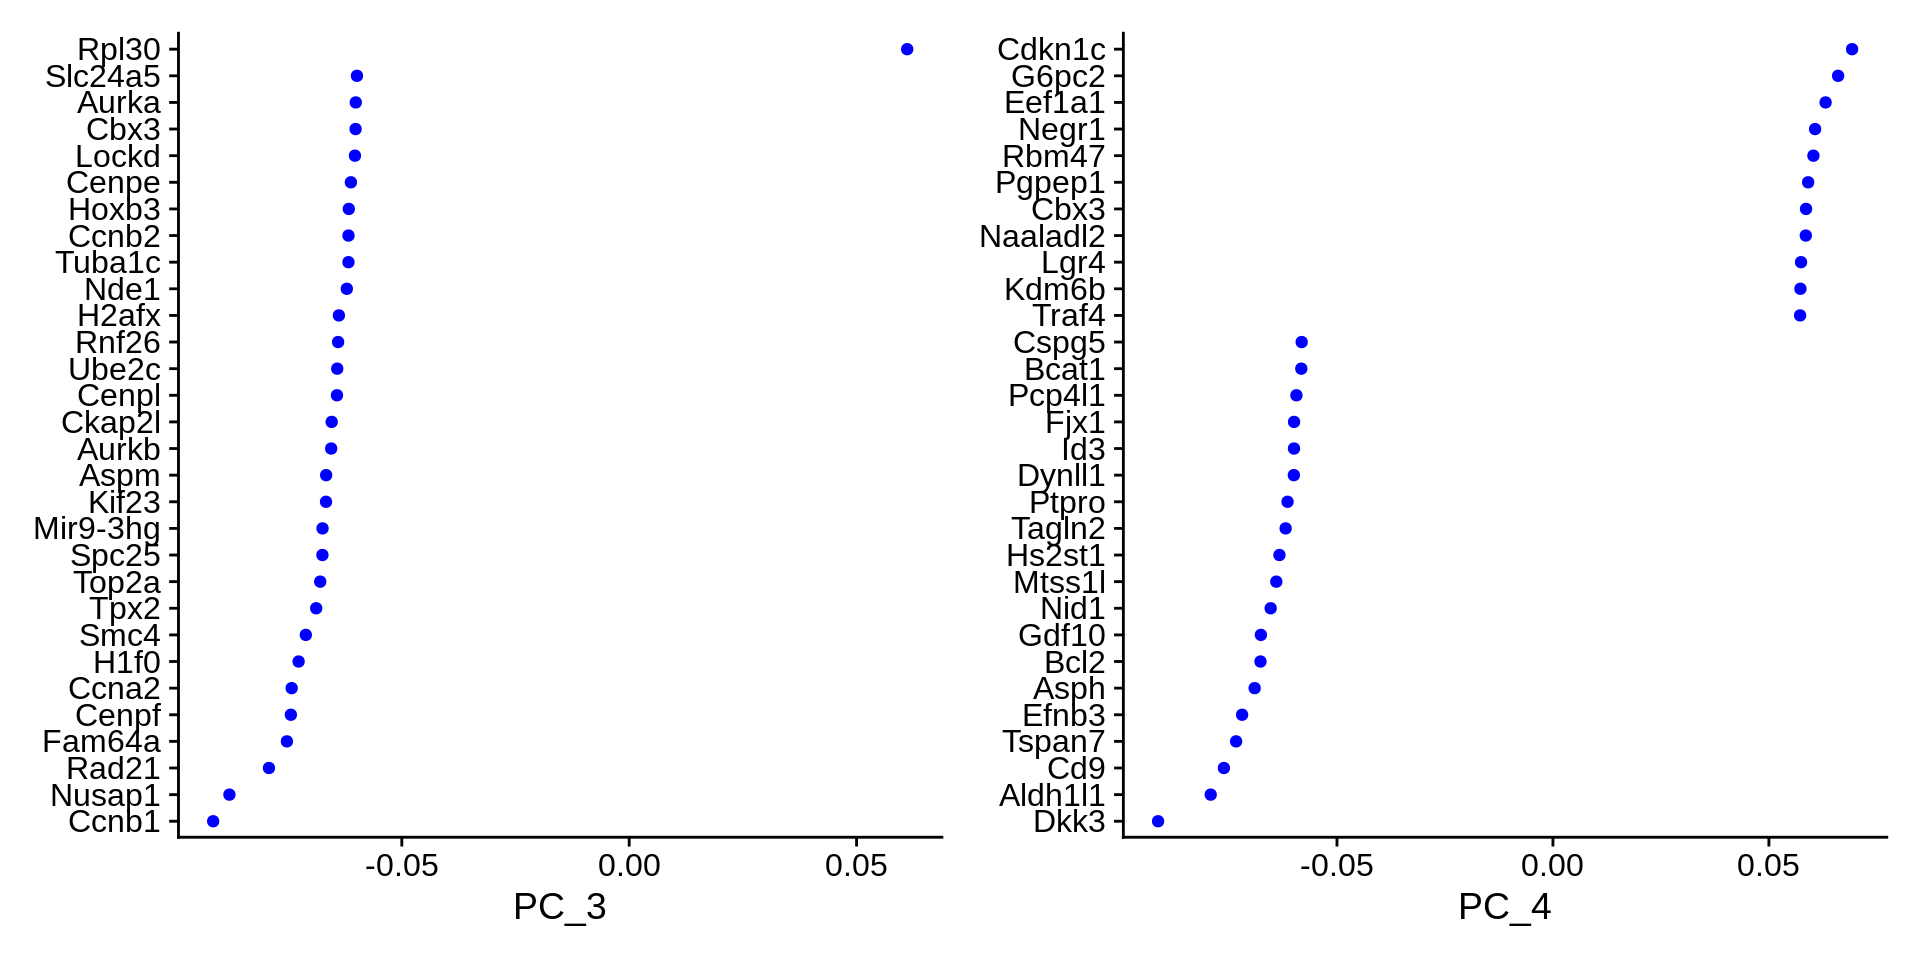 Rpl30
Slc24a5
Aurka
Cbx3
Lockd
Cenpe
Hoxb3
Ccnb2
Tuba1c
Nde1
H2afx
Rnf26
Ube2c
Cenpl
Ckap2l
Aurkb
Aspm
Kif23
Mir9-3hg
Spc25
Top2a
Tpx2
Smc4
H1f0
Ccna2
Cenpf
Fam64a
Rad21
Nusap1
Ccnb1
-0.05 0.00 0.05
PC_3
Cdkn1c
G6pc2
Eef1a1
Negr1
Rbm47
Pgpep1
Cbx3
Naaladl2
Lgr4
Kdm6b
Traf4
Cspg5
Bcat1
Pcp4l1
Fjx1
Id3
Dynll1
Ptpro
Tagln2
Hs2st1
Mtss1l
Nid1
Gdf10
Bcl2
Asph
Efnb3
Tspan7
Cd9
Aldh1l1
Dkk3
-0.05 0.00 0.05
PC_4